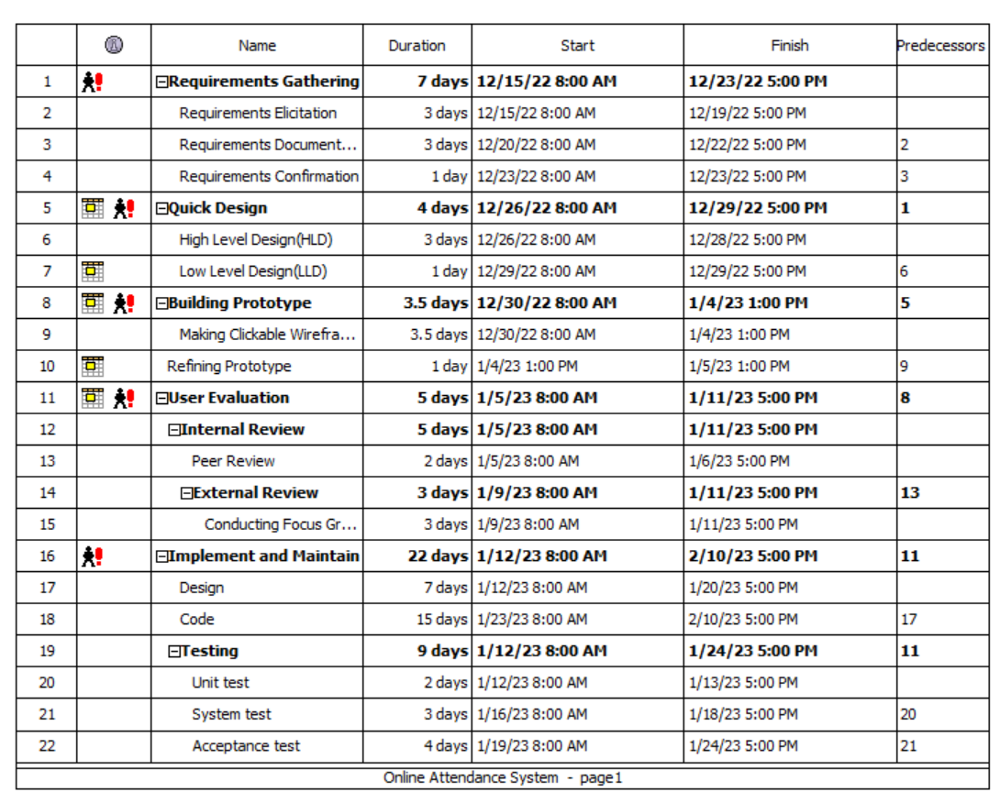 Name Duration Start Finish Predecessors
1 Requirements Gathering 7 days 12/15/22 8:00 AM 12/23/22 5:00 PM
2 Requirements Elicitation 3 days 12/15/22 8:00 AM 12/19/22 5:00 PM
3 Requirements Document... 3 days 12/20/22 8:00 AM 12/22/22 5:00 PM 2
4 Requirements Confirmation 1 day 12/23/22 8:00 AM 12/23/22 5:00 PM 3
5 Quick Design 4 days 12/26/22 8:00 AM 12/29/22 5:00 PM 1
6 High Level Design(HLD) 3 days 12/26/22 8:00 AM 12/28/22 5:00 PM
7 Low Level Design(LLD) 1 day 12/29/22 8:00 AM 12/29/22 5:00 PM 6
8 Building Prototype 3.5 days 12/30/22 8:00 AM 1/4/23 1:00 PM 5
9 Making Clickable Wirefra... 3.5 days 12/30/22 8:00 AM 1/4/23 1:00 PM
10 Refining Prototype 1 day 1/4/23 1:00 PM 1/5/23 1:00 PM 9
11 User Evaluation 5 days 1/5/23 8:00 AM 1/11/23 5:00 PM 8
12 Internal Review 5 days 1/5/23 8:00 AM 1/11/23 5:00 PM
13 Peer Review 2 days 1/5/23 8:00 AM 1/6/23 5:00 PM
14 External Review 3 days 1/9/23 8:00 AM 1/11/23 5:00 PM 13
15 Conducting Focus Gr... 3 days 1/9/23 8:00 AM 1/11/23 5:00 PM
16 Implement and Maintain 22 days 1/12/23 8:00 AM 2/10/23 5:00 PM 11
17 Design 7 days 1/12/23 8:00 AM 1/20/23 5:00 PM
18 Code 15 days 1/23/23 8:00 AM 2/10/23 5:00 PM 17
19 Testing 9 days 1/12/23 8:00 AM 1/24/23 5:00 PM 11
20 Unit test 2 days 1/12/23 8:00 AM 1/13/23 5:00 PM
21 System test 3 days 1/16/23 8:00 AM 1/18/23 5:00 PM 20
22 Acceptance test 4 days 1/19/23 8:00 AM 1/24/23 5:00 PM 21
Online Attendance System - page1